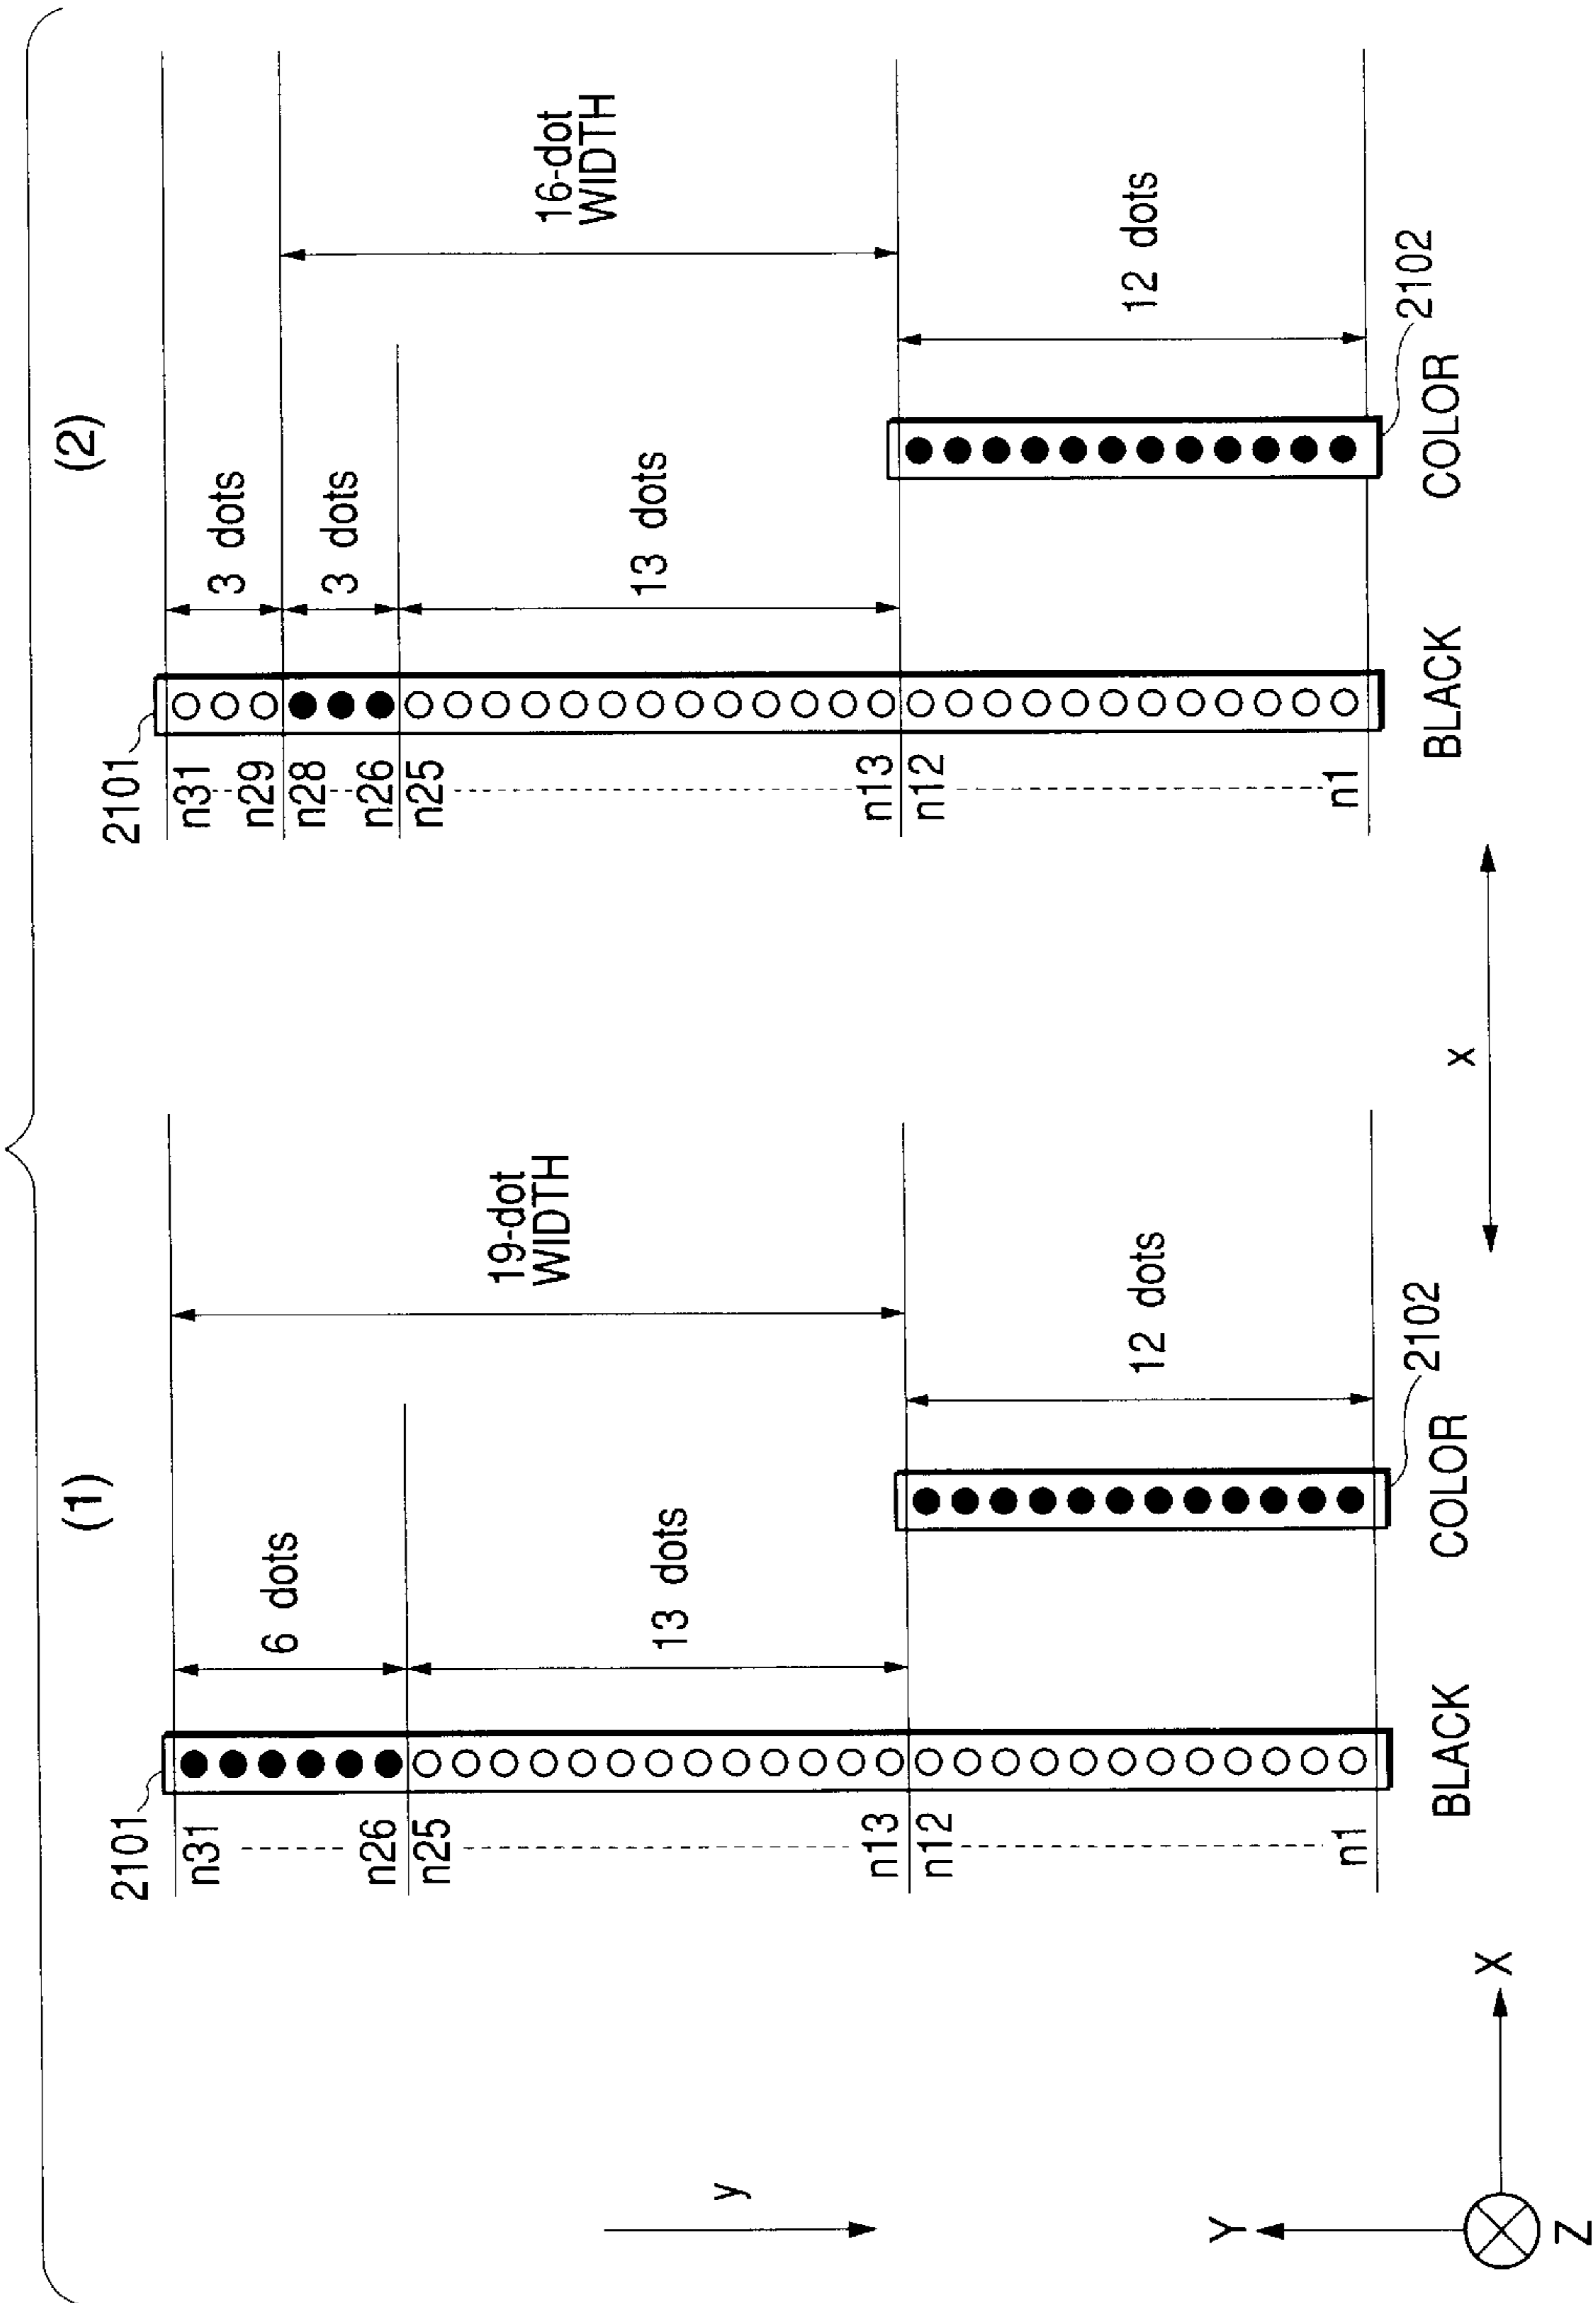 (1)
2101
n31
n26
n25
n13
n12
n1
6 dots
13 dots
19-dot
WIDTH
12 dots
2102
BLACK
COLOR
(2)
2101
n31
n29
n28
n26
n25
n13
n12
n1
3 dots
3 dots
13 dots
16-dot
WIDTH
12 dots
2102
BLACK
COLOR
y
Y
X
Z
x